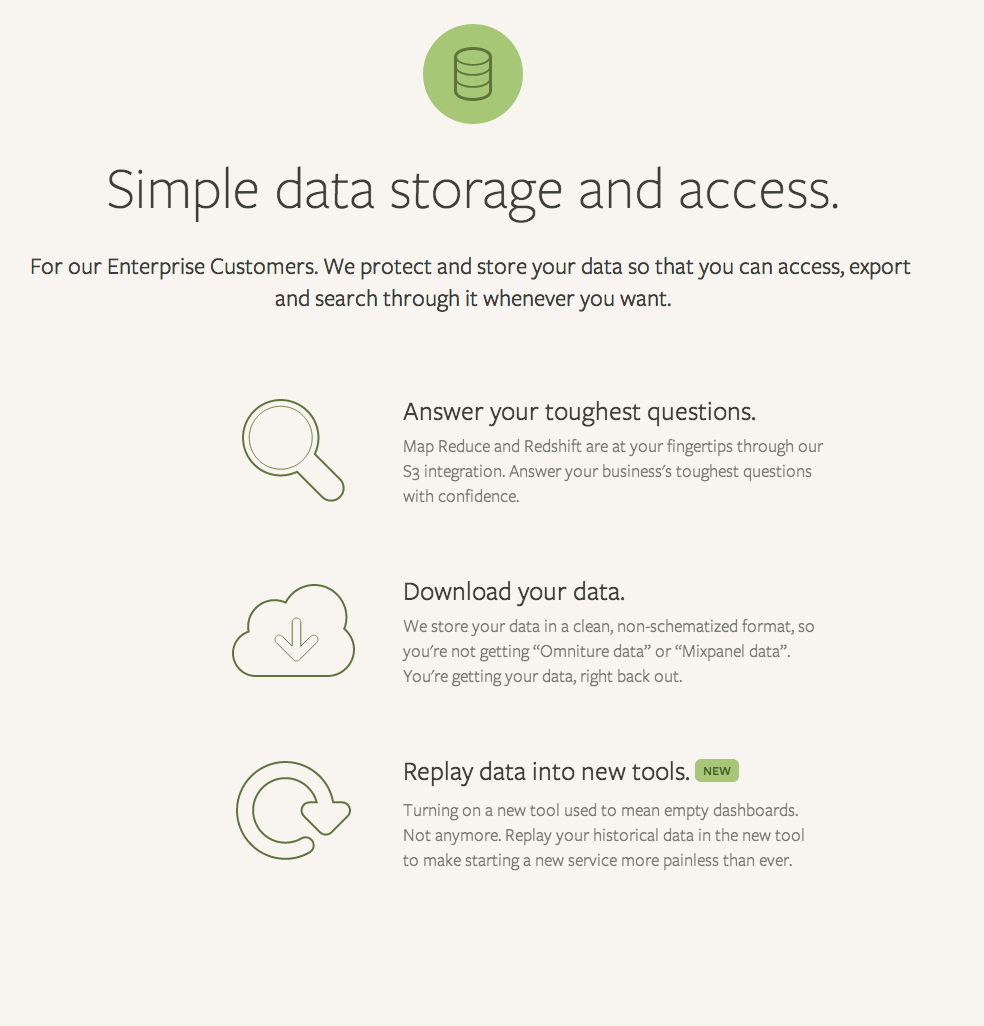 Simple data storage and access.
For our Enterprise Customers. We protect and store your data so that you can access, export
and search through it whenever you want.
Answer your toughest questions.
Map Reduce and Redshift are at your fingertips through our
S3 integration. Answer your business's toughest questions
with confidence.
Download your data.
We store your data in a clean, non-schematized format, so
you're not getting “Omniture data” or “Mixpanel data”.
You're getting your data, right back out.
Replay data into new tools. NEW
Turning on a new tool used to mean empty dashboards.
Not anymore. Replay your historical data in the new tool
to make starting a new service more painless than ever.